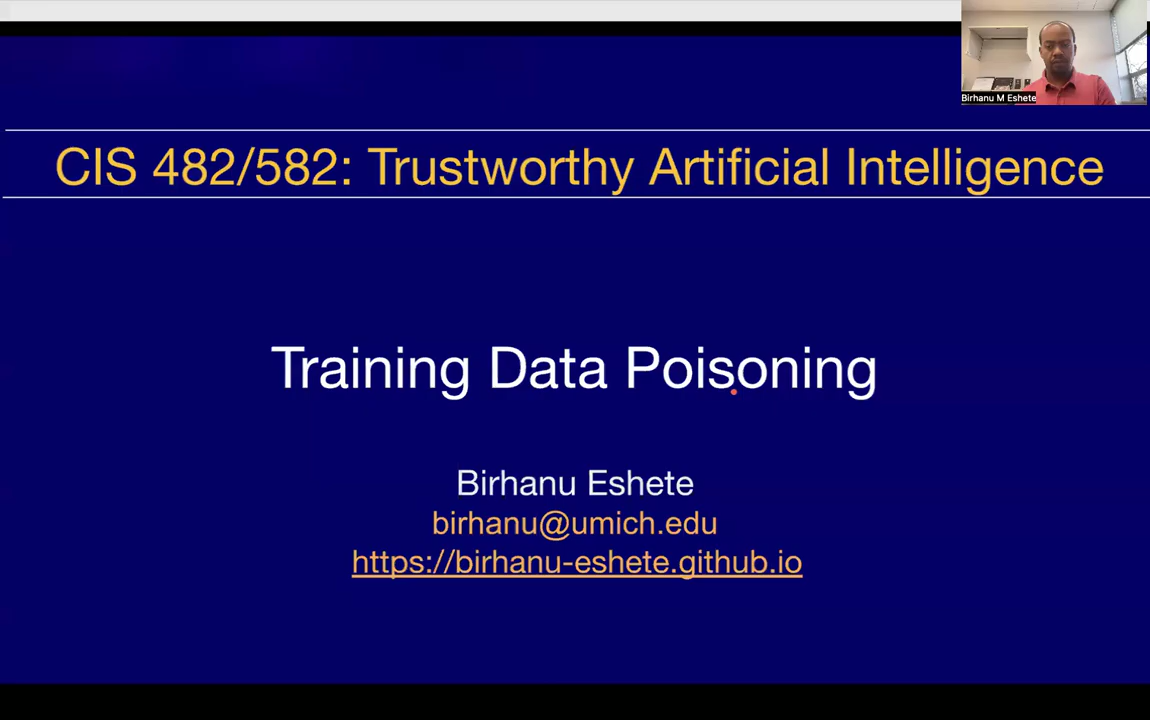 Birhanu M Eshete
CIS 482/582: Trustworthy Artificial Intelligence
Training Data Poisoning
Birhanu Eshete
birhanu@umich.edu
https://birhanu-eshete.github.io